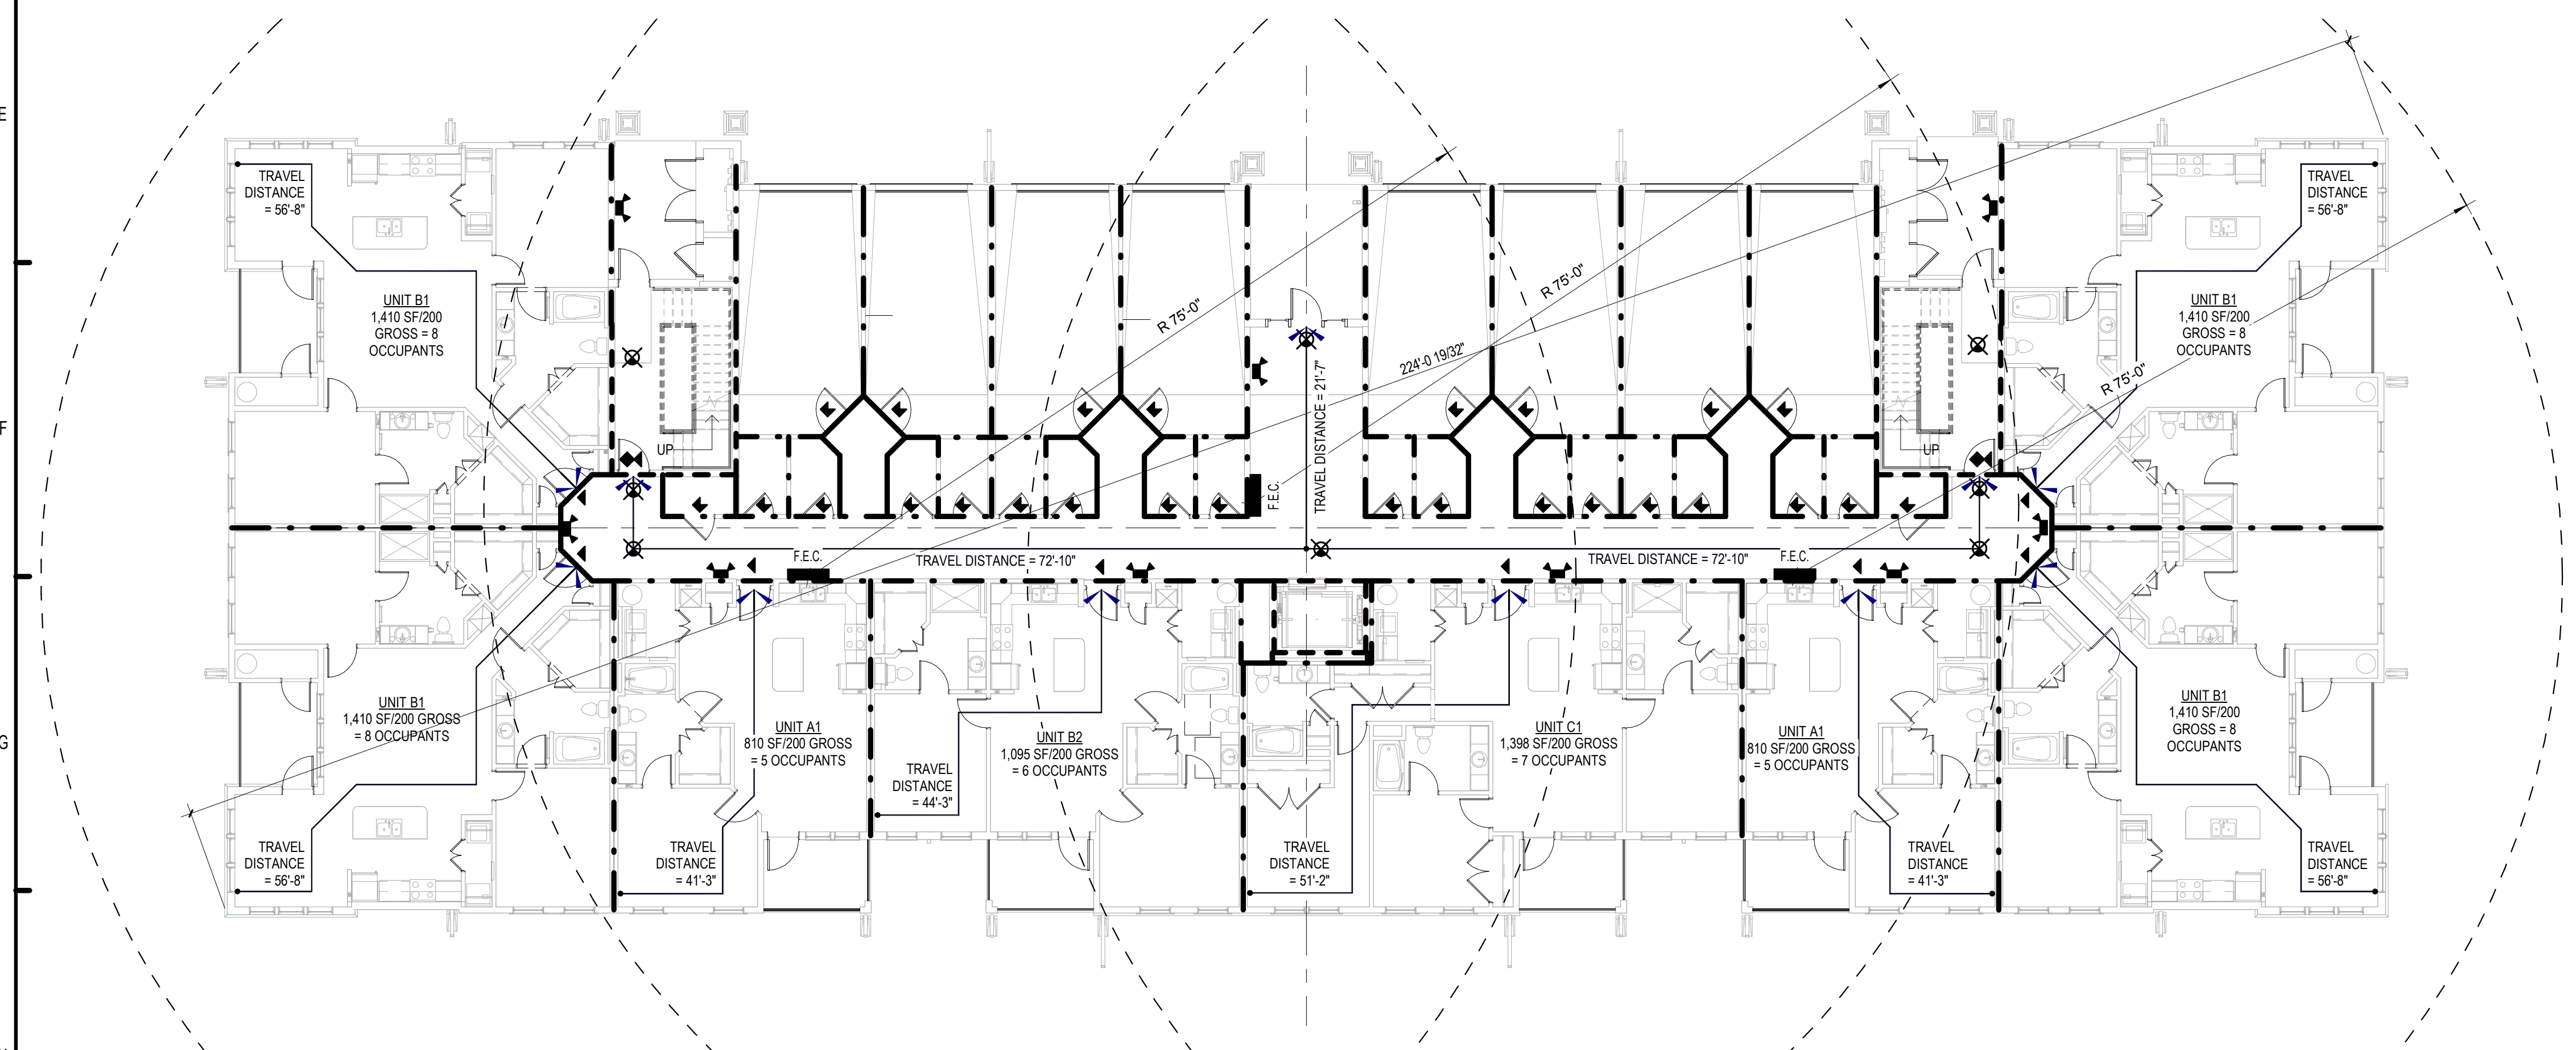 E
F
G
TRAVEL
DISTANCE
= 56'-8"
UNIT B1
1,410 SF/200
GROSS = 8
OCCUPANTS
UP
R 75'-0"
R 75'-0"
224'-0 19/32"
TRAVEL DISTANCE = 21'-7"
F.E.C.
UP
TRAVEL
DISTANCE
= 56'-8"
UNIT B1
1,410 SF/200
GROSS = 8
OCCUPANTS
R 75'-0"
F.E.C.
TRAVEL DISTANCE = 72'-10"
TRAVEL DISTANCE = 72'-10"
F.E.C.
UNIT B1
1,410 SF/200 GROSS
= 8 OCCUPANTS
TRAVEL
DISTANCE
= 56'-8"
UNIT A1
810 SF/200 GROSS
= 5 OCCUPANTS
TRAVEL
DISTANCE
= 41'-3"
UNIT B2
1,095 SF/200 GROSS
= 6 OCCUPANTS
TRAVEL
DISTANCE
= 44'-3"
UNIT C1
1,398 SF/200 GROSS
= 7 OCCUPANTS
TRAVEL
DISTANCE
= 51'-2"
UNIT A1
810 SF/200 GROSS
= 5 OCCUPANTS
TRAVEL
DISTANCE
= 41'-3"
UNIT B1
1,410 SF/200
GROSS = 8
OCCUPANTS
TRAVEL
DISTANCE
= 56'-8"